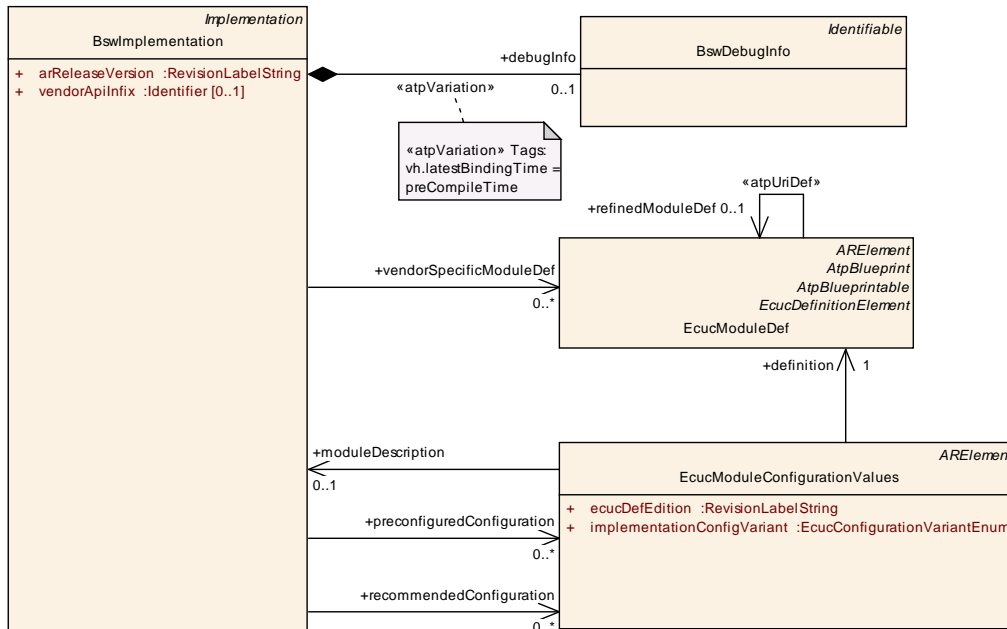 Implementation
BswImplementation
+ arReleaseVersion :RevisionLabelString
+ vendorApiInfix :Identifier [0..1]
+debugInfo
0..1
«atpVariation»
Identifiable
BswDebugInfo
«atpVariation» Tags:
vh.latestBindingTime =
preCompileTime
«atpUriDef»
+refinedModuleDef 0..1
+vendorSpecificModuleDef
0..*
ARElement
AtpBlueprint
AtpBlueprintable
EcucDefinitionElement
EcucModuleDef
+definition 1
+moduleDescription
0..1
ARElement
EcucModuleConfigurationValues
+ ecucDefEdition :RevisionLabelString
+ implementationConfigVariant :EcucConfigurationVariantEnum
+preconfiguredConfiguration
0..*
+recommendedConfiguration
0..*